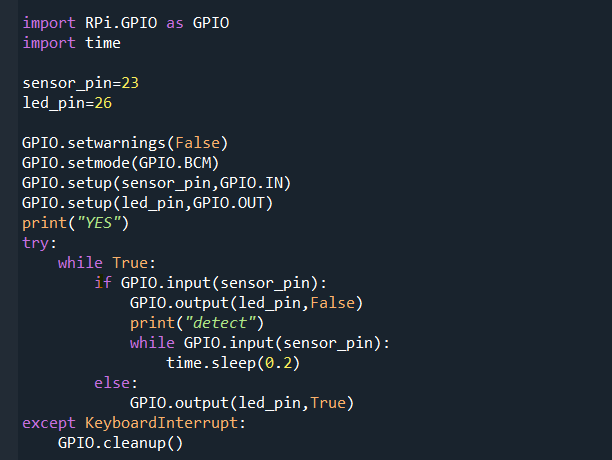 import RPi.GPIO as GPIO
import time

sensor_pin=23
led_pin=26

GPIO.setwarnings(False)
GPIO.setmode(GPIO.BCM)
GPIO.setup(sensor_pin,GPIO.IN)
GPIO.setup(led_pin,GPIO.OUT)
print("YES")
try:
    while True:
        if GPIO.input(sensor_pin):
            GPIO.output(led_pin,False)
            print("detect")
            while GPIO.input(sensor_pin):
                time.sleep(0.2)
        else:
            GPIO.output(led_pin,True)
except KeyboardInterrupt:
    GPIO.cleanup()